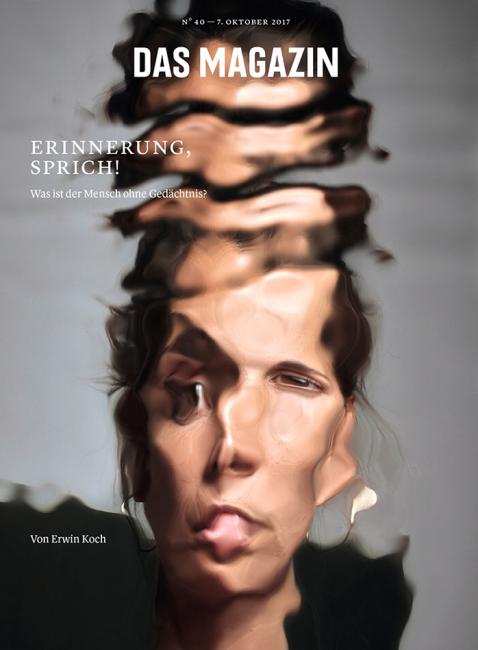 N° 40 — 7. OKTOBER 2017
DAS MAGAZIN
ERINNERUNG,
SPRICH!
Was ist der Mensch ohne Gedächtnis?
Von Erwin Koch